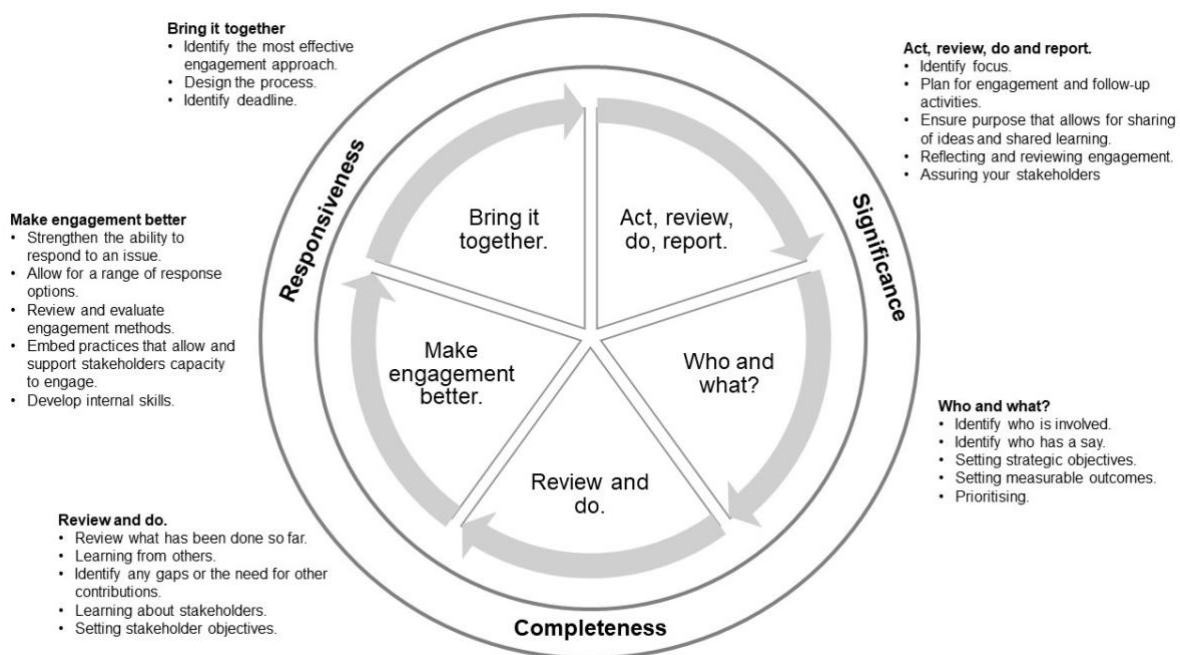 Bring it together
• Identify the most effective
engagement approach.
• Design the process.
• Identify deadline.
Act, review, do and report.
• Identify focus.
• Plan for engagement and follow-up
activities.
• Ensure purpose that allows for sharing
of ideas and shared learning.
• Reflecting and reviewing engagement.
• Assuring your stakeholders
Make engagement better
• Strengthen the ability to
respond to an issue.
• Allow for a range of response
options.
• Review and evaluate
engagement methods.
• Embed practices that allow and
support stakeholders capacity
to engage.
• Develop internal skills.
Responsiveness
Significance
Completeness
Bring it
together.
Act, review,
do, report.
Make
engagement
better.
Who and
what?
Review and
do.
Who and what?
• Identify who is involved.
• Identify who has a say.
• Setting strategic objectives.
• Setting measurable outcomes.
• Prioritising.
Review and do.
• Review what has been done so far.
• Learning from others.
• Identify any gaps or the need for other
contributions.
• Learning about stakeholders.
• Setting stakeholder objectives.